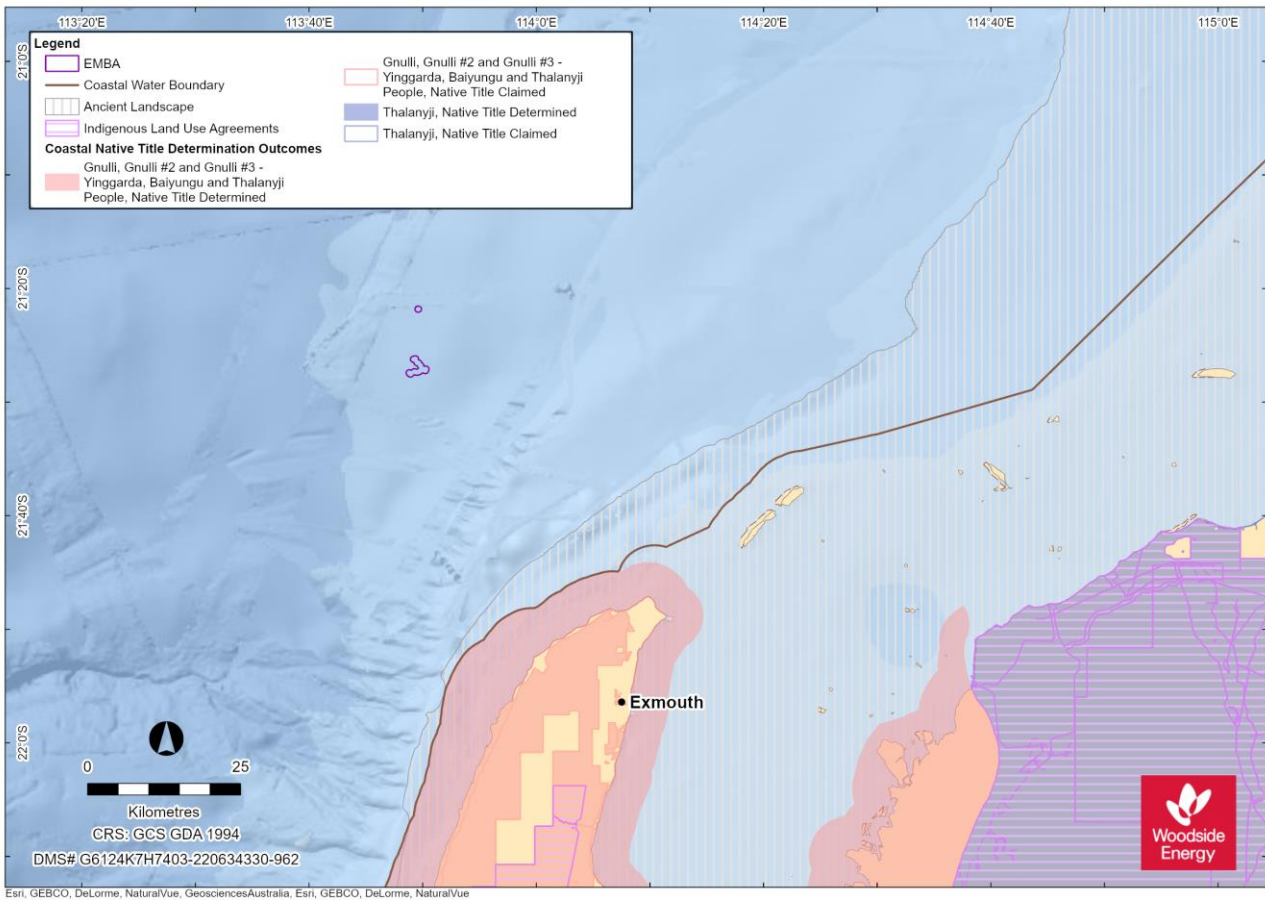 113°20'E
113°40'E
114°0'E
114°20'E
114°40'E
115°0'E
21°0'S
21°20'S
21°40'S
22°0'S
Legend
EMBA
Coastal Water Boundary
Ancient Landscape
Indigenous Land Use Agreements
Coastal Native Title Determination Outcomes
Gnulli, Gnulli #2 and Gnulli #3 -
Yinggarda, Baiyungu and Thalanyji
People, Native Title Determined
Gnulli, Gnulli #2 and Gnulli #3 -
Yinggarda, Baiyungu and Thalanyji
People, Native Title Claimed
Thalanyji, Native Title Determined
Thalanyji, Native Title Claimed
Exmouth
0 25
Kilometres
CRS: GCS GDA 1994
DMS# G6124K7H7403-220634330-962
Woodside
Energy
Esri, GEBCO, DeLorme, NaturalVue, GeosciencesAustralia, Esri, GEBCO, DeLorme, NaturalVue